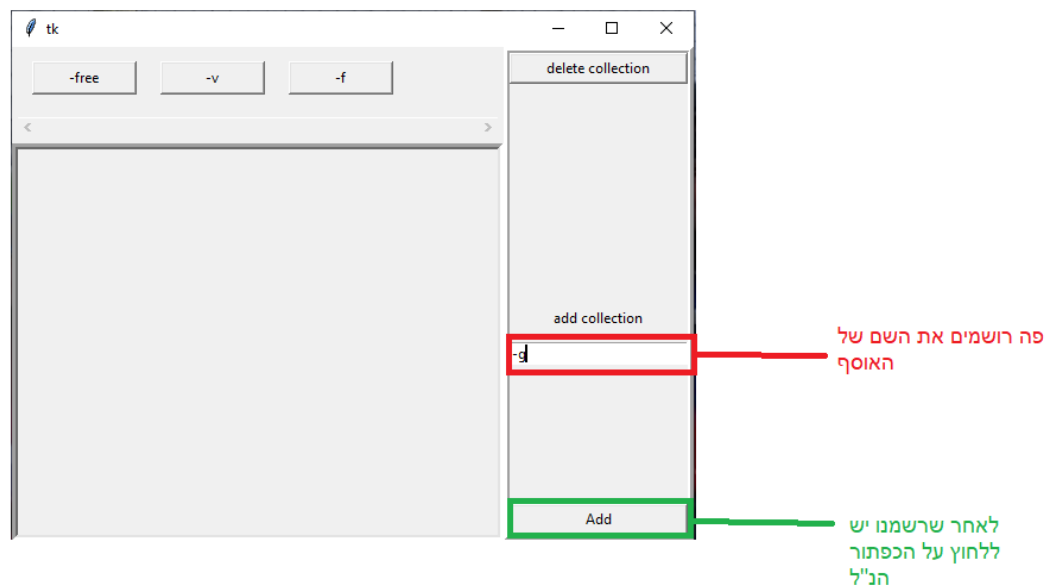 tk
-free
-v
-f
delete collection
add collection
-g
פה רושמים את השם של
האוסף
Add
לאחר שרשמנו יש
ללחוץ על הכפתור
הנ"ל